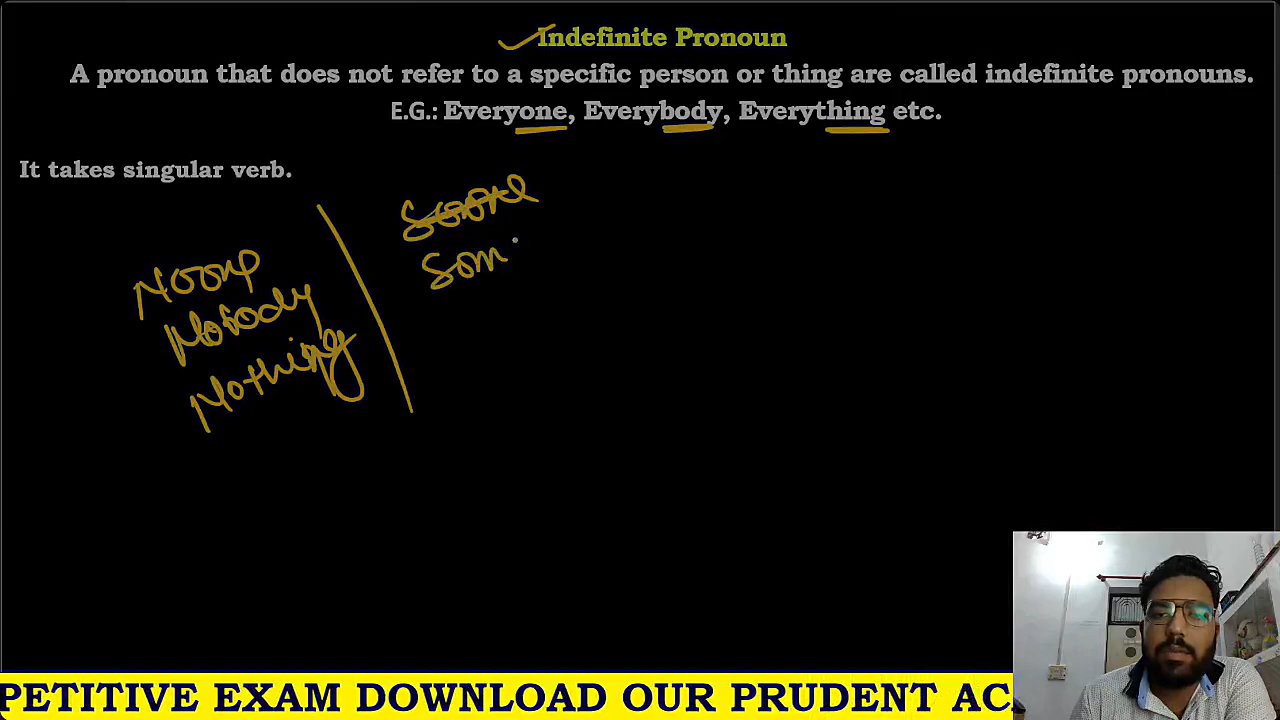 Indefinite Pronoun
A pronoun that does not refer to a specific person or thing are called indefinite pronouns.
E.G.: Everyone, Everybody, Everything etc.
It takes singular verb.
Noone
Nobody
Nothing
Soone
Som
PETITIVE EXAM DOWNLOAD OUR PRUDENT AC